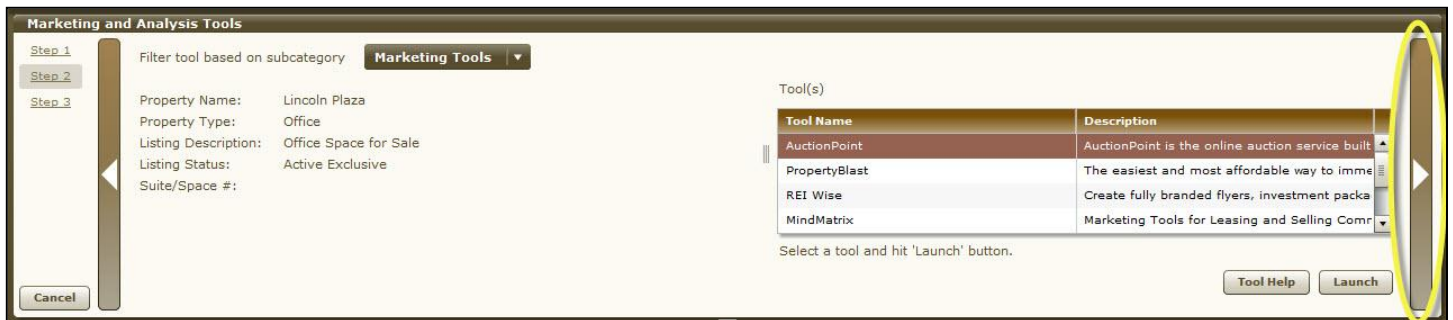 Marketing and Analysis Tools
Step 1
Step 2
Step 3
Cancel
Filter tool based on subcategory Marketing Tools
Property Name: Lincoln Plaza
Property Type: Office
Listing Description: Office Space for Sale
Listing Status: Active Exclusive
Suite/Space #:
Tool(s)
Tool Name Description
AuctionPoint AuctionPoint is the online auction service built
PropertyBlast The easiest and most affordable way to imme
REI Wise Create fully branded flyers, investment packa
MindMatrix Marketing Tools for Leasing and Selling Comr
Select a tool and hit 'Launch' button.
Tool Help Launch